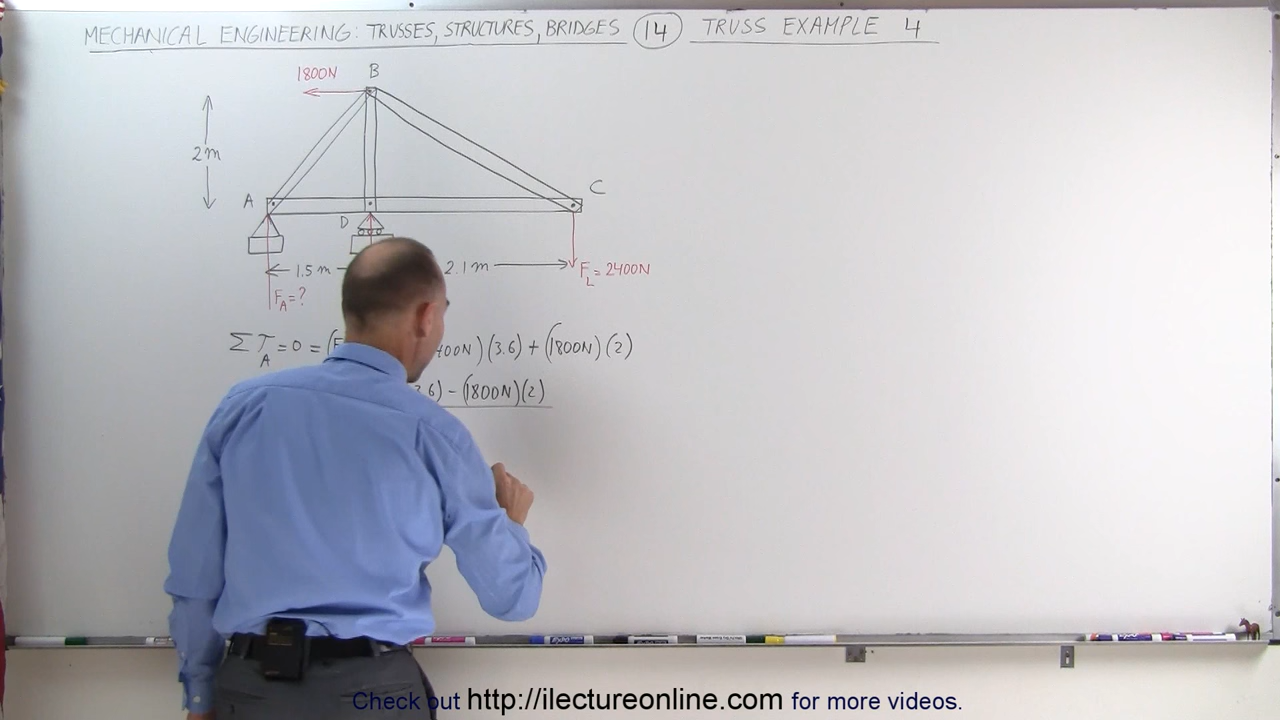 MECHANICAL ENGINEERING: TRUSSES, STRUCTURES, BRIDGES 14 TRUSS EXAMPLE 4
1800N
B
2m
A
C
D
1.5 m
2.1 m
F_L = 2400N
F_A = ?
Σ T_A = 0 = (F 400N)(3.6) + (1800N)(2)
3.6) - (1800N)(2)
Check out http://ilectureonline.com for more videos.